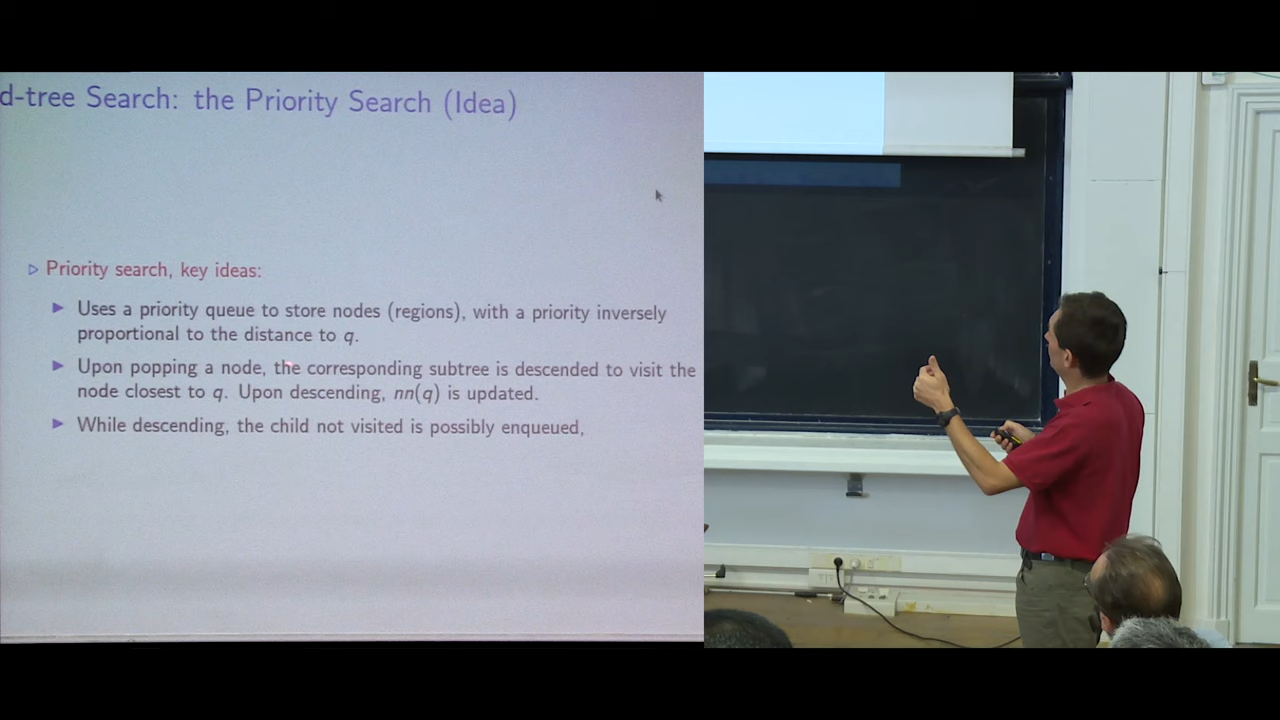 d-tree Search: the Priority Search (Idea)
Priority search, key ideas:
Uses a priority queue to store nodes (regions), with a priority inversely
proportional to the distance to q.
Upon popping a node, the corresponding subtree is descended to visit the
node closest to q. Upon descending, nn(q) is updated.
While descending, the child not visited is possibly enqueued,